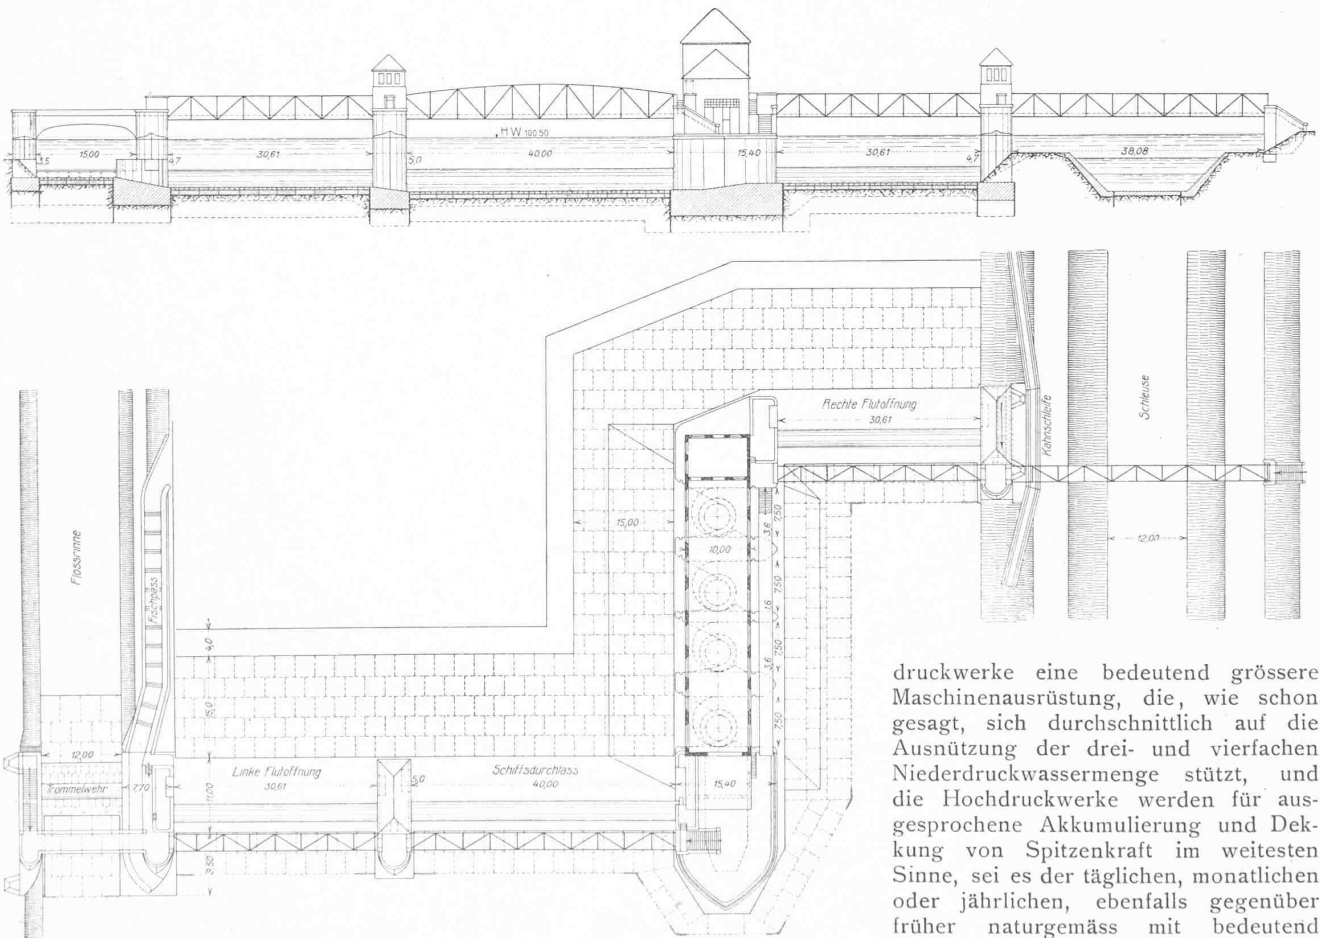 HW 100.50
3,5
15,00
4,7
30,61
5,0
40,00
15,40
30,61
4,7
38,08
Rechte Flutöffnung
30,61
Kahnschleife
Schleuse
12,00
Flossrinne
Fischpass
15,00
10,00
3,6
7,50
7,50
1,6
7,50
3,6
7,50
4,0
15,0
12,00
Trommelwehr
7,70
11,00
Linke Flutöffnung
30,61
5,0
Schiffsdurchlass
40,00
15,40
3,50
druckwerke eine bedeutend grössere
Maschinenausrüstung, die, wie schon
gesagt, sich durchschnittlich auf die
Ausnützung der drei- und vierfachen
Niederdruckwassermenge stützt, und
die Hochdruckwerke werden für aus-
gesprochene Akkumulierung und Dek-
kung von Spitzenkraft im weitesten
Sinne, sei es der täglichen, monatlichen
oder jährlichen, ebenfalls gegenüber
früher naturgemäss mit bedeutend